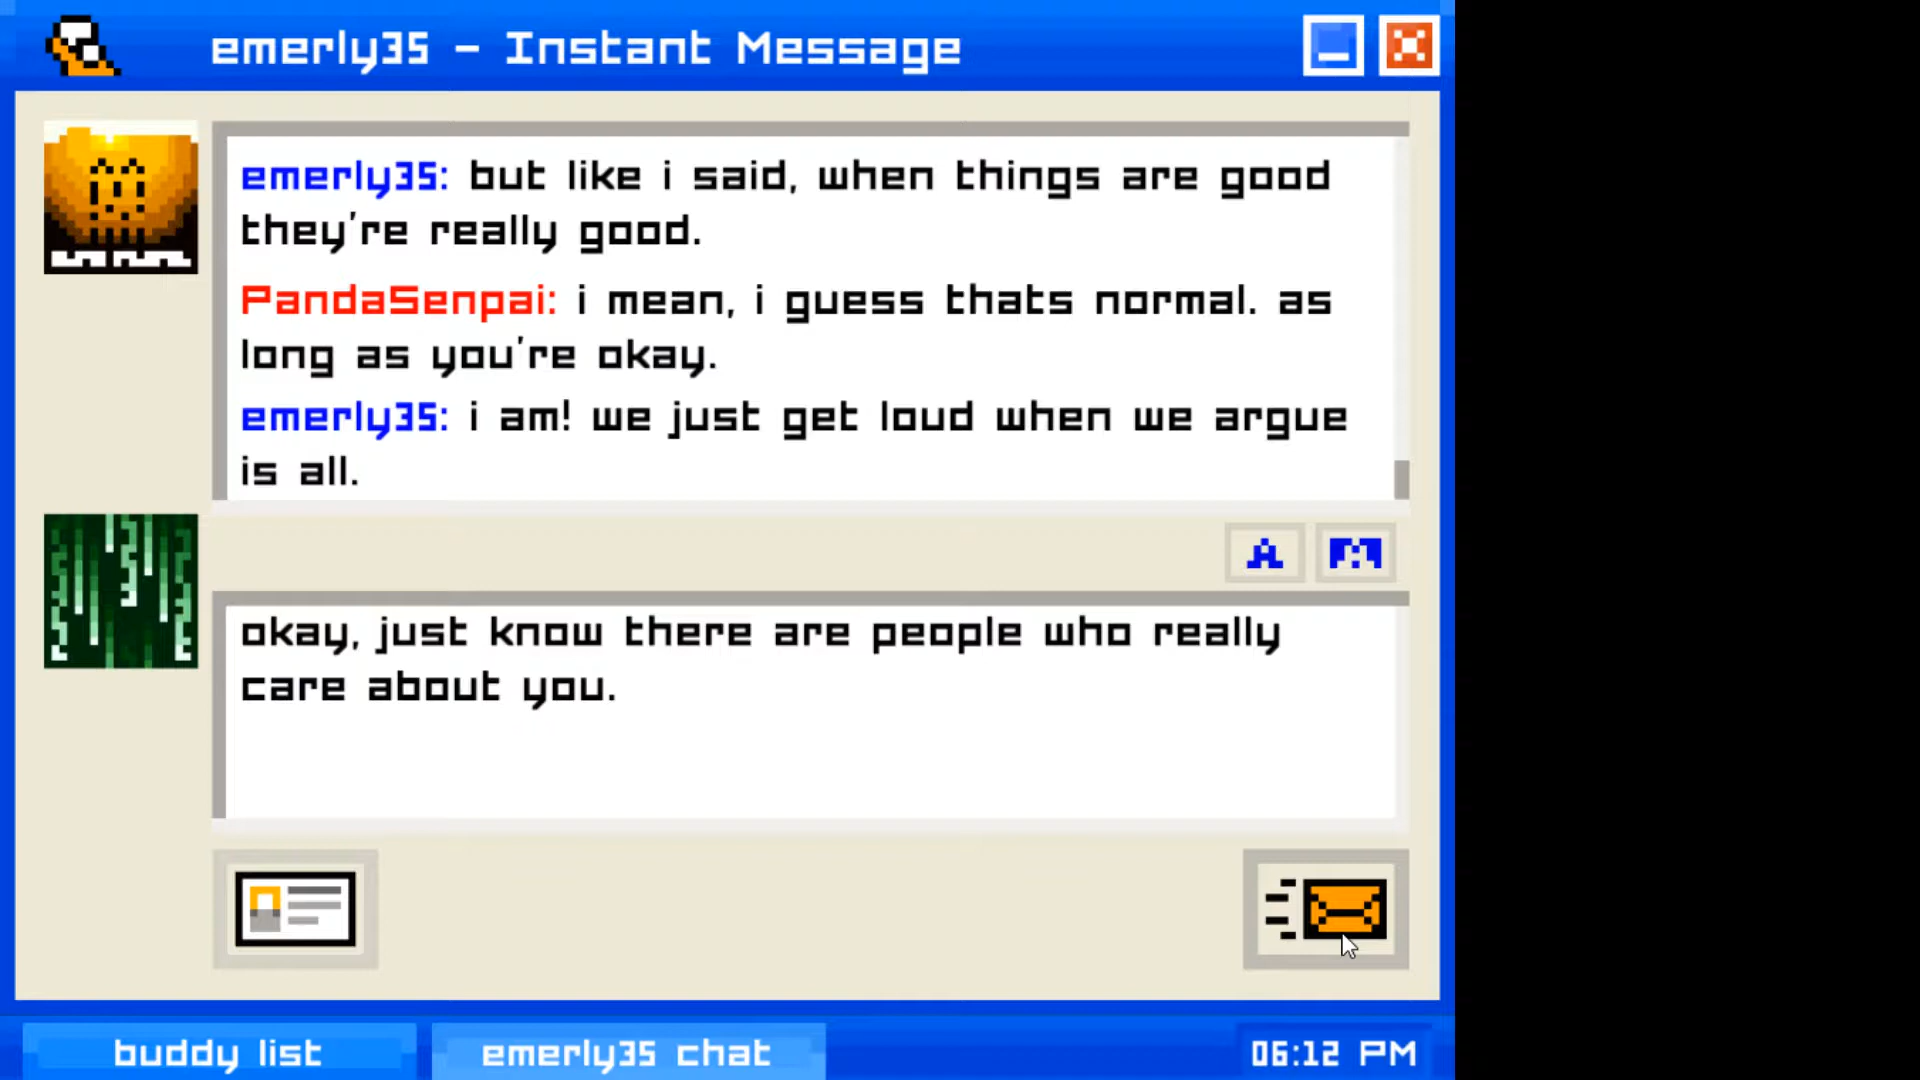 emerly35 - Instant Message
emerly35: but like i said, when things are good
they're really good.
PandaSenpai: i mean, i guess thats normal. as
long as you're okay.
emerly35: i am! we just get loud when we argue
is all.
A
okay, just know there are people who really
care about you.
buddy list
emerly35 chat
06:12 PM